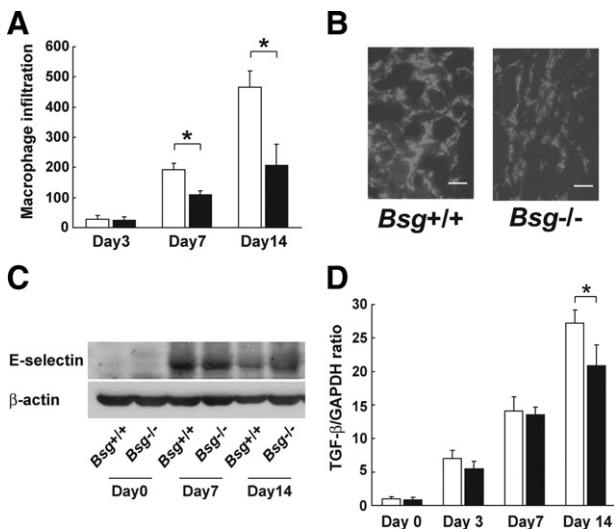 A
Macrophage infiltration
600
500
400
300
200
100
0
*
*
Day3
Day7
Day14
B
Bsg+/+
Bsg-/-
C
E-selectin
β-actin
Bsg+/+
Bsg-/-
Bsg+/+
Bsg-/-
Bsg+/+
Bsg-/-
Day0
Day7
Day14
D
TGF-β/GAPDH ratio
40
35
30
25
20
15
10
5
0
*
Day 0
Day 3
Day7
Day 14